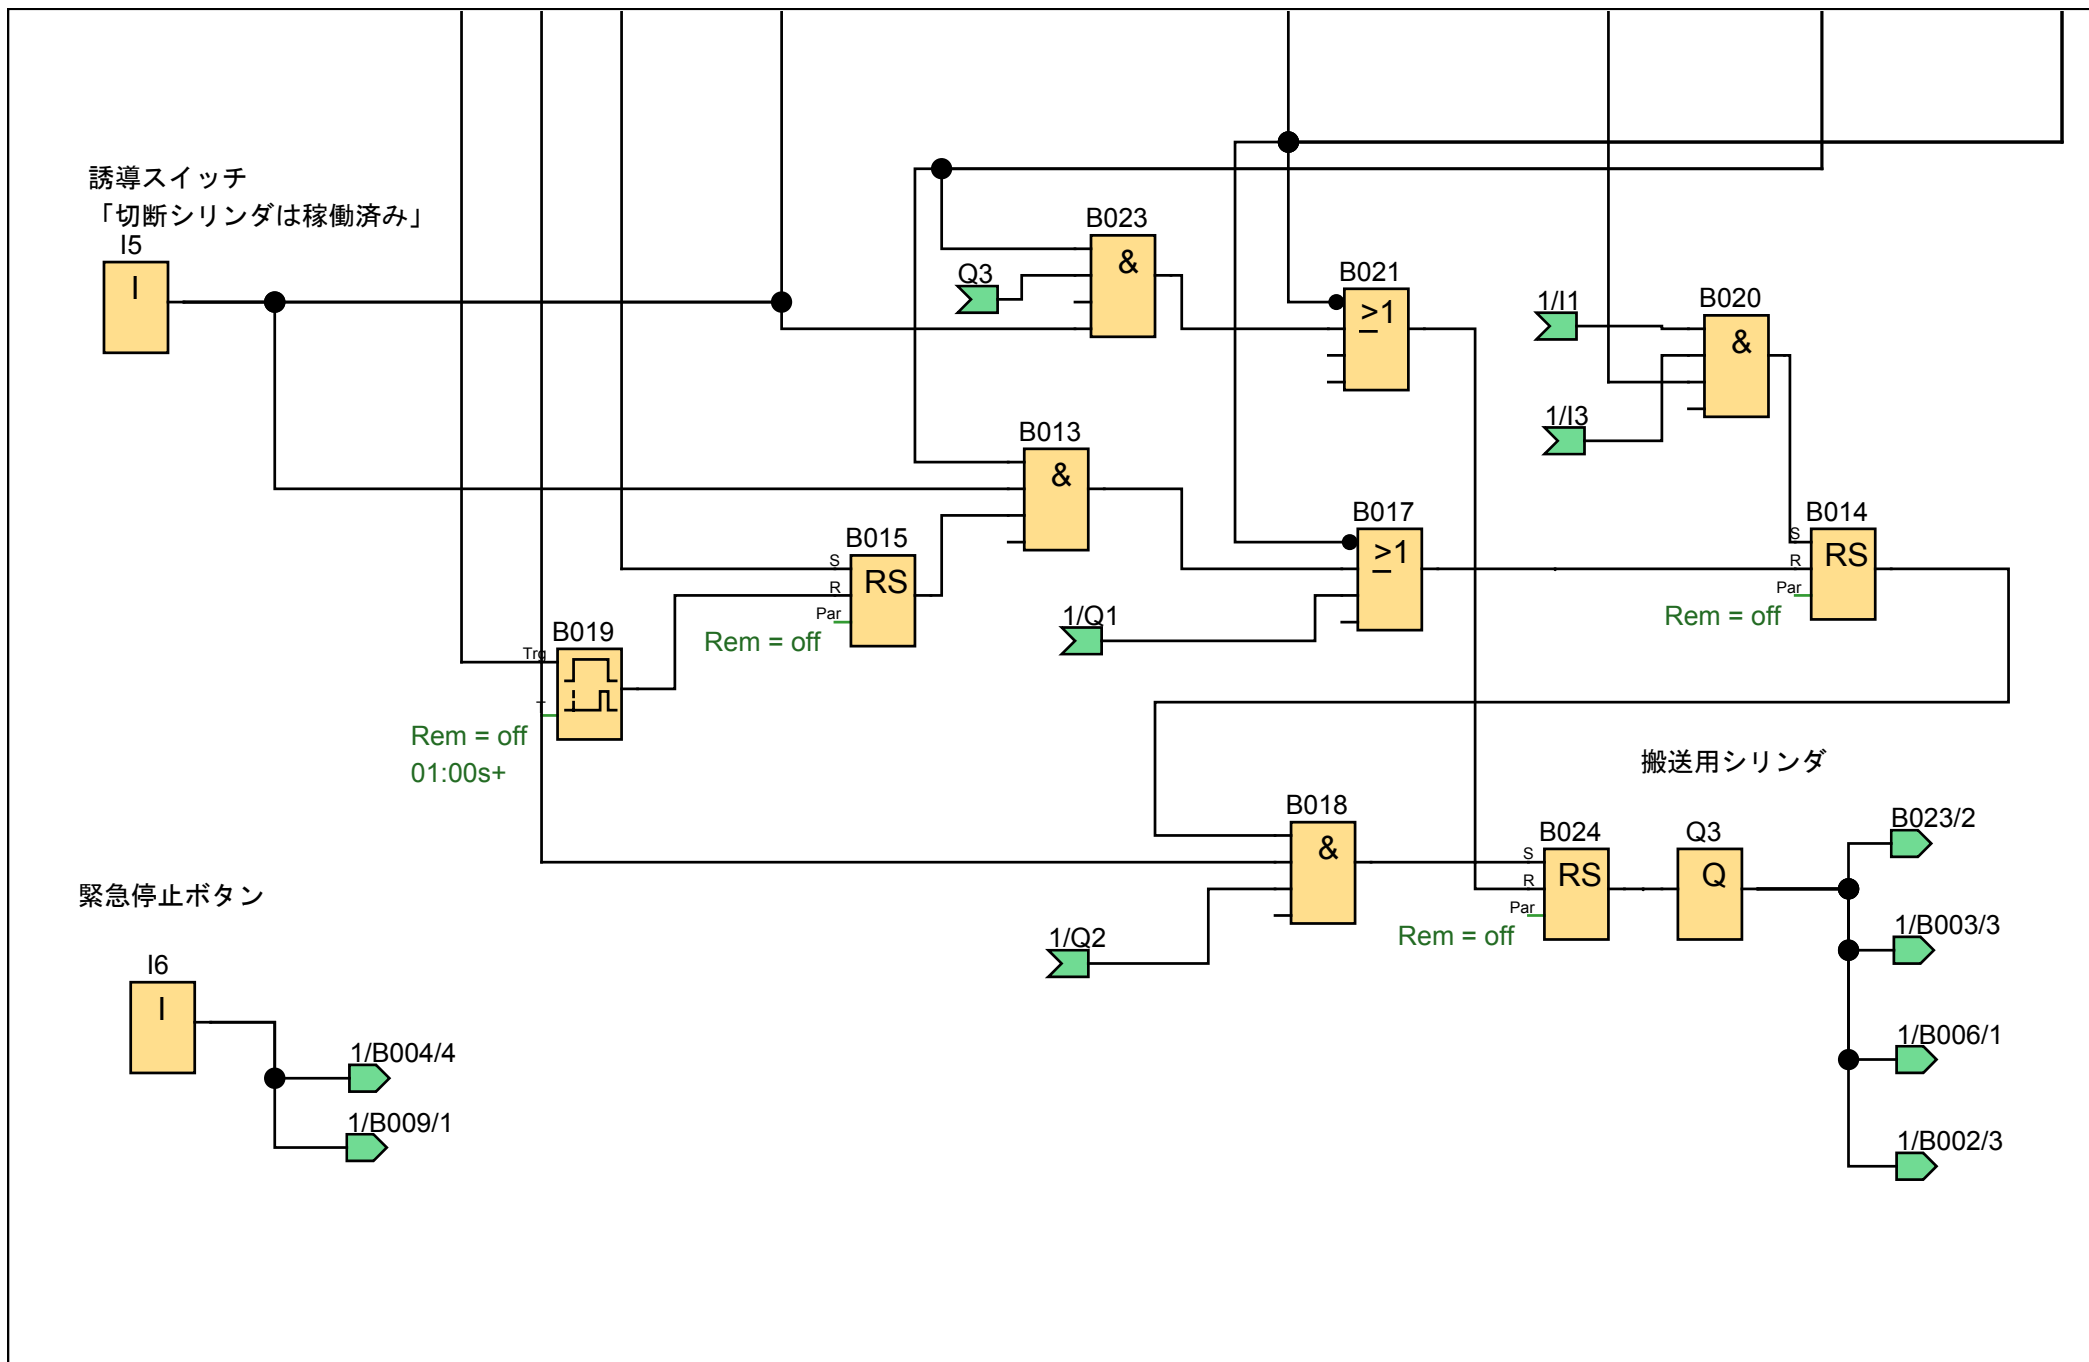 誘導スイッチ
「切断シリンダは稼働済み」
I5
I
B023
&
Q3
B021
≥1
1/I1
B020
&
1/I3
B013
&
B017
≥1
B014
S
R
RS
Par
Rem = off
B015
S
R
RS
Par
Rem = off
1/Q1
B019
Trg
T
Rem = off
01:00s+
搬送用シリンダ
B018
&
B024
S
R
RS
Par
Rem = off
Q3
Q
B023/2
1/B003/3
1/B006/1
1/B002/3
1/Q2
緊急停止ボタン
I6
I
1/B004/4
1/B009/1